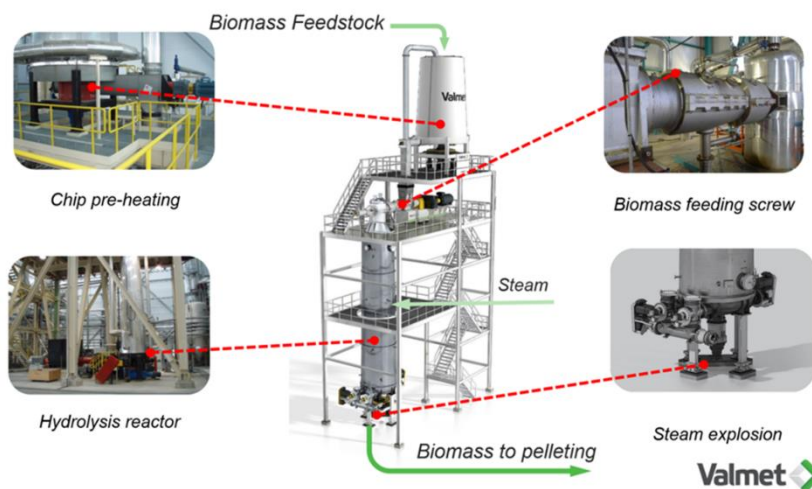 Biomass Feedstock
Valmet
Chip pre-heating
Biomass feeding screw
Steam
Hydrolysis reactor
Steam explosion
Biomass to pelleting
Valmet